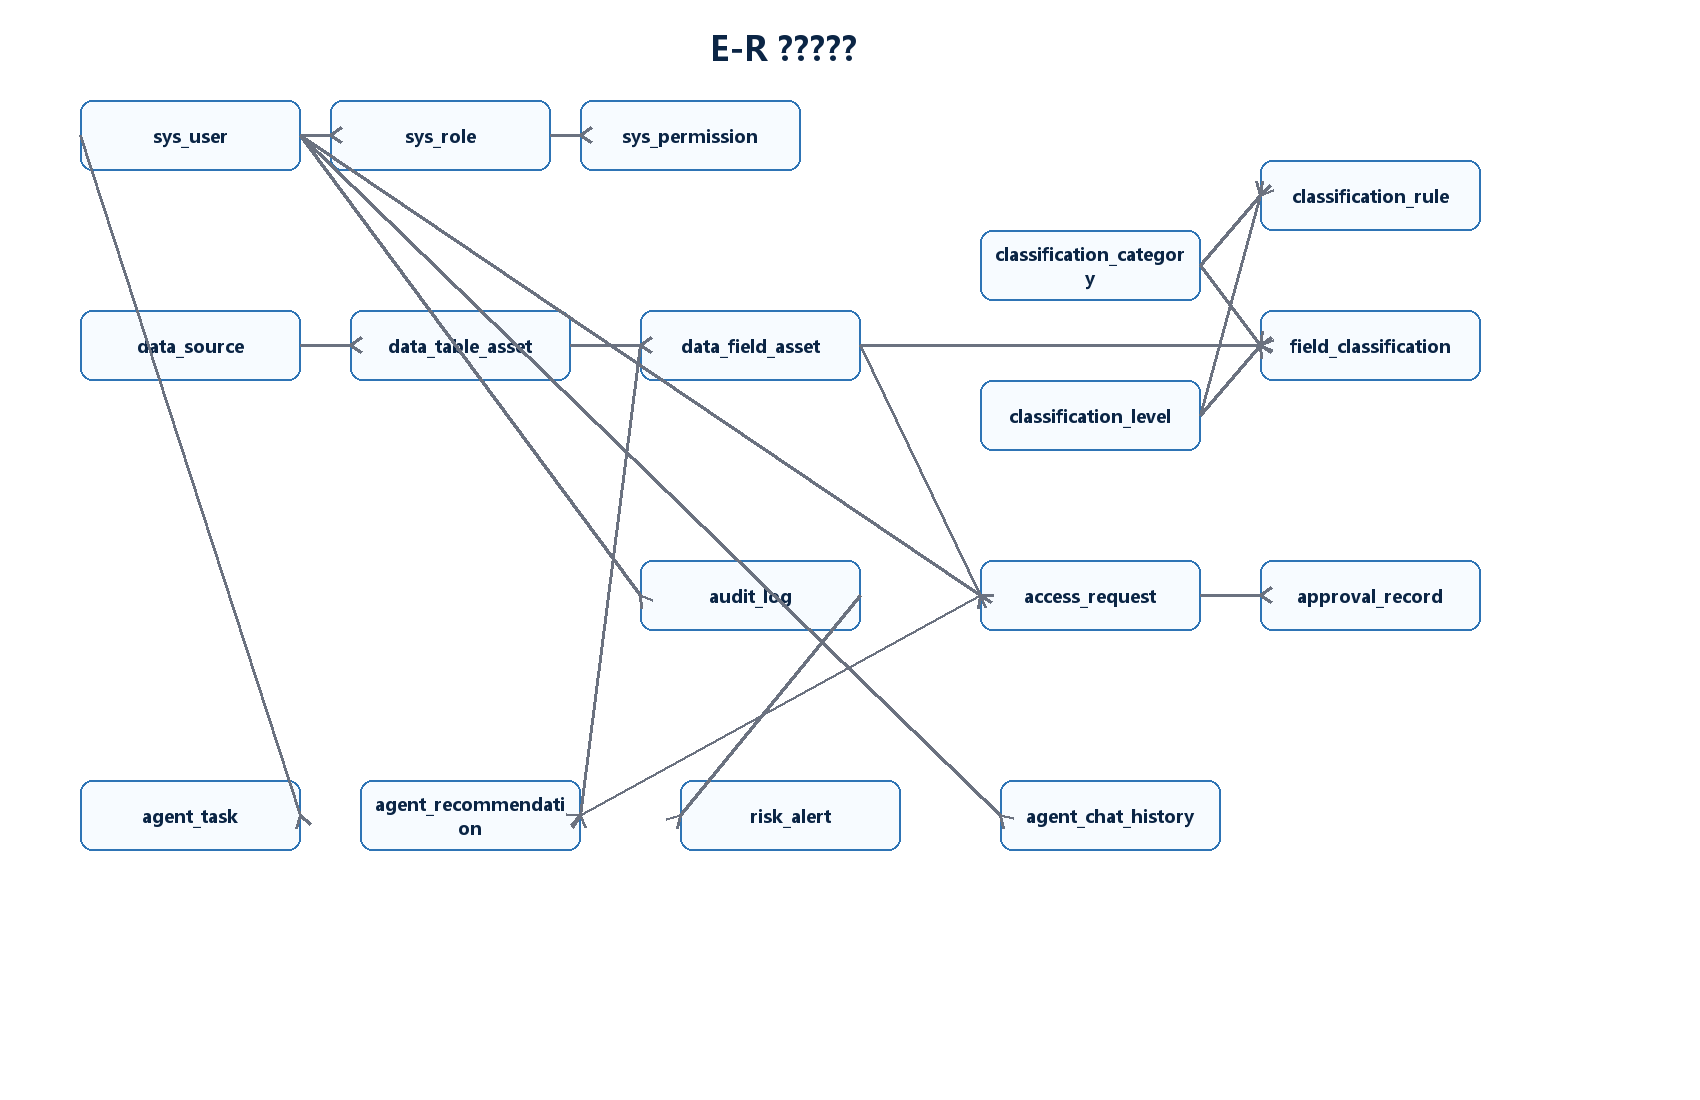 E-R ?????
sys_user
sys_role
sys_permission
classification_rule
classification_categor
y
data_source
data_table_asset
data_field_asset
field_classification
classification_level
audit_log
access_request
approval_record
agent_task
agent_recommendati
on
risk_alert
agent_chat_history